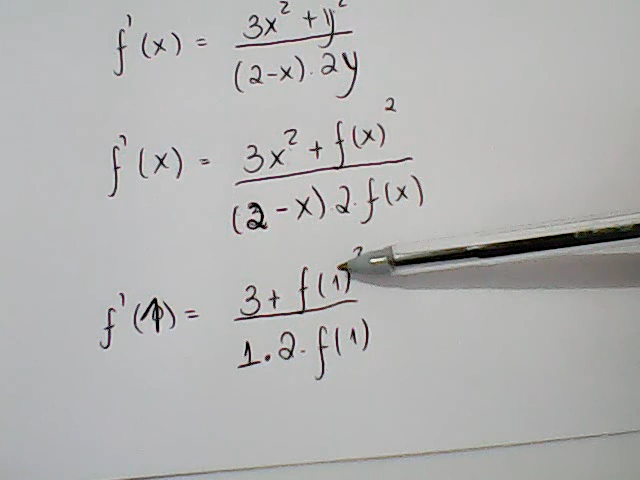 f'(x) = (3x² + y²) / ((2-x).2y)
f'(x) = (3x² + f(x)²) / ((2-x).2.f(x))
f'(1) = (3 + f(1)²) / (1.2.f(1))